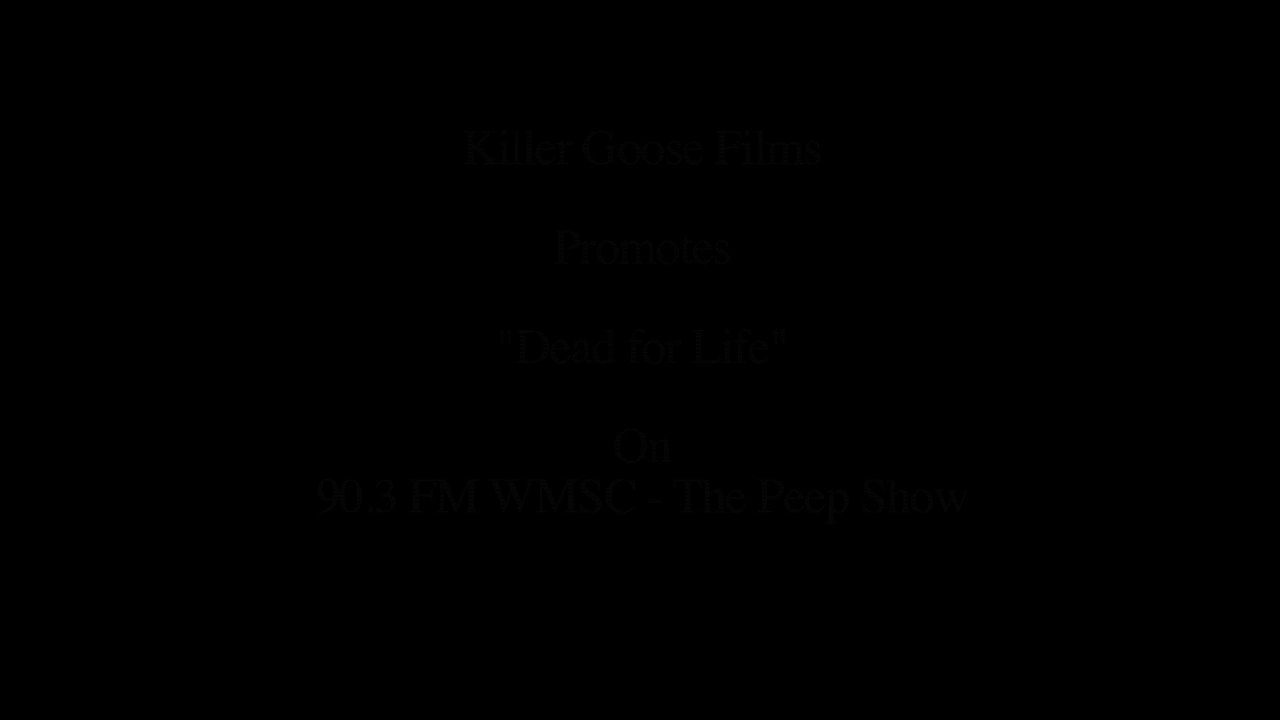 Killer Goose Films
Promotes
"Dead for Life"
On
90.3 FM WMSC - The Peep Show